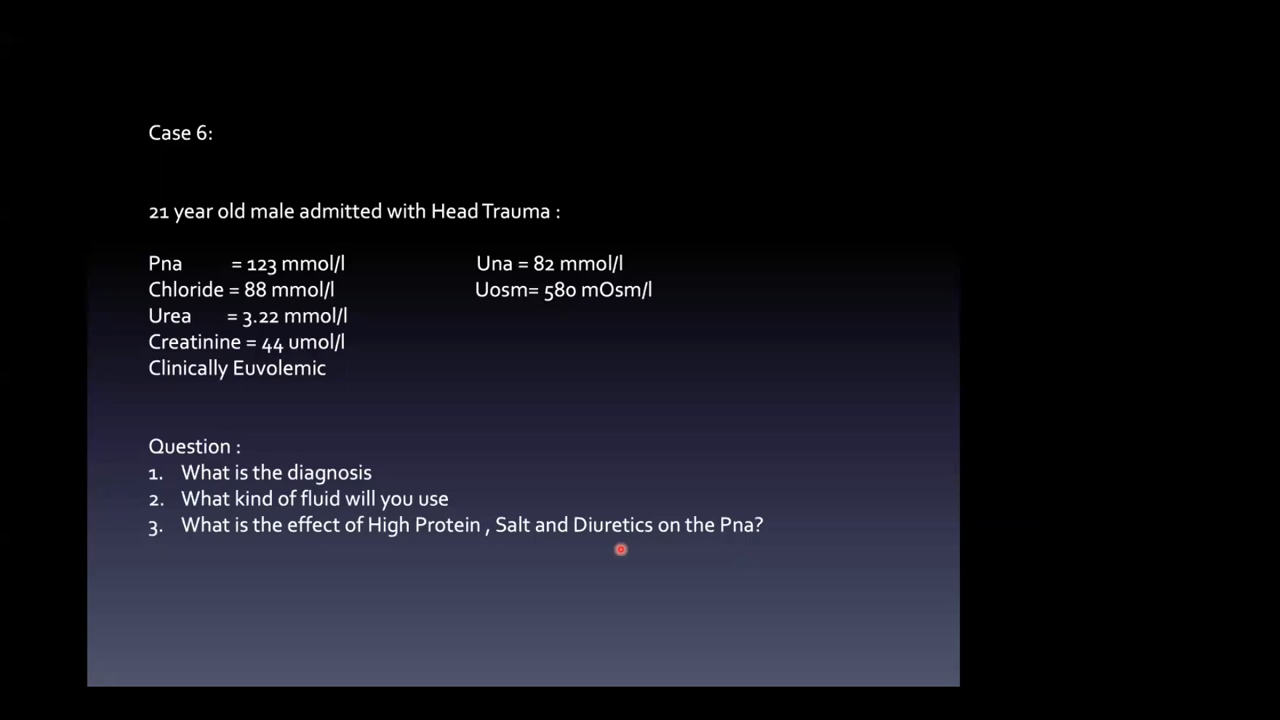 Case 6:
21 year old male admitted with Head Trauma :
Pna = 123 mmol/l Una = 82 mmol/l
Chloride = 88 mmol/l Uosm= 580 mOsm/l
Urea = 3.22 mmol/l
Creatinine = 44 umol/l
Clinically Euvolemic
Question :
1. What is the diagnosis
2. What kind of fluid will you use
3. What is the effect of High Protein , Salt and Diuretics on the Pna?